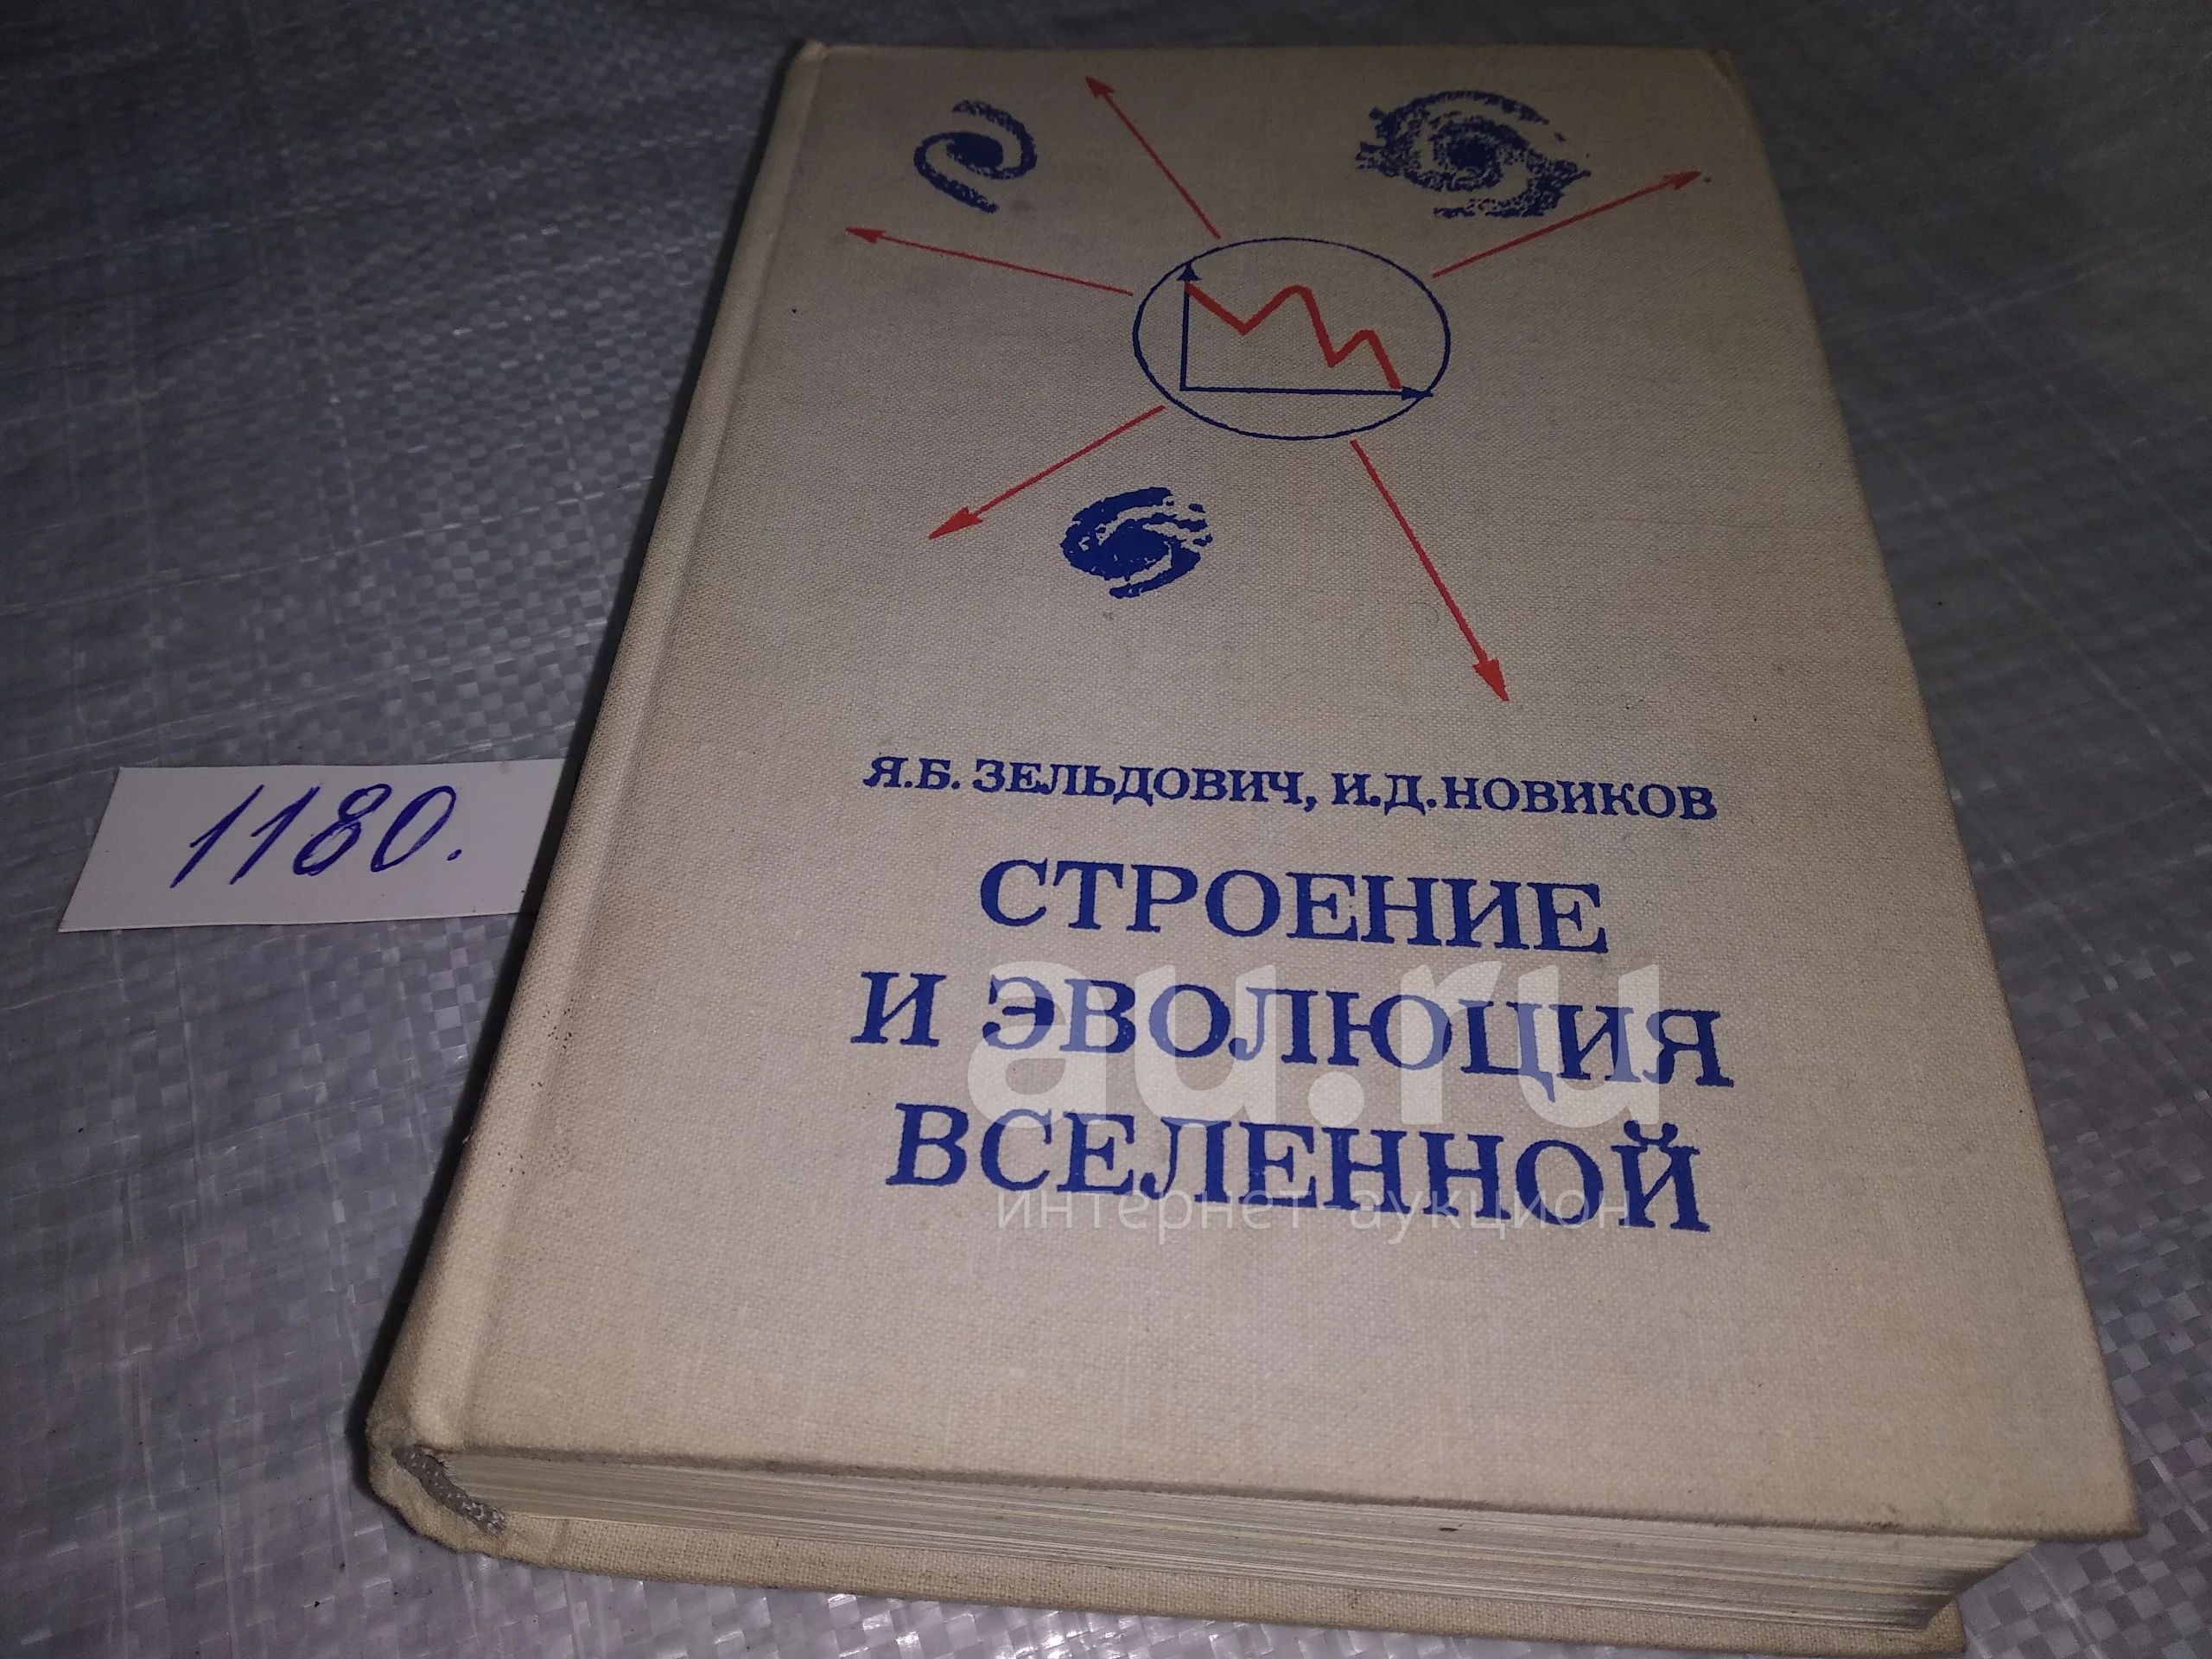 Я.Б. ЗЕЛЬДОВИЧ, И.Д. НОВИКОВ
СТРОЕНИЕ
И ЭВОЛЮЦИЯ
ВСЕЛЕННОЙ
1180.
au.ru
интернет аукцион